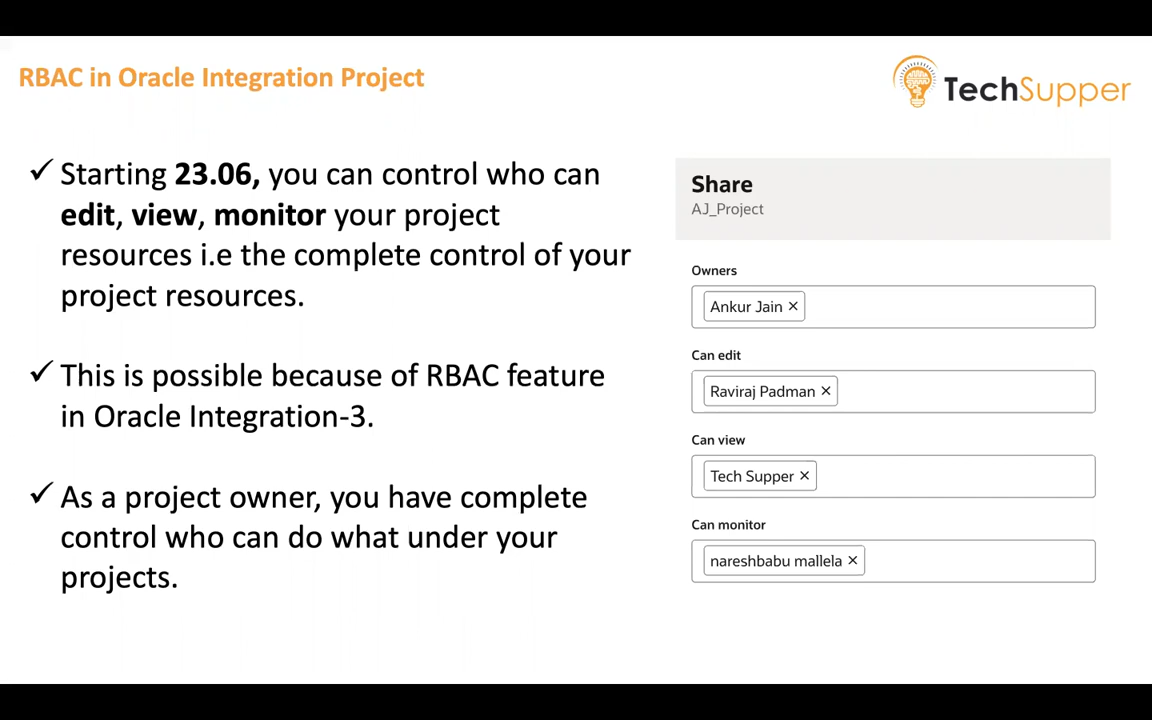 RBAC in Oracle Integration Project
TechSupper
✓ Starting 23.06, you can control who can
edit, view, monitor your project
resources i.e the complete control of your
project resources.
✓ This is possible because of RBAC feature
in Oracle Integration-3.
✓ As a project owner, you have complete
control who can do what under your
projects.
Share
AJ_Project
Owners
Ankur Jain ×
Can edit
Raviraj Padman ×
Can view
Tech Supper ×
Can monitor
nareshbabu mallela ×